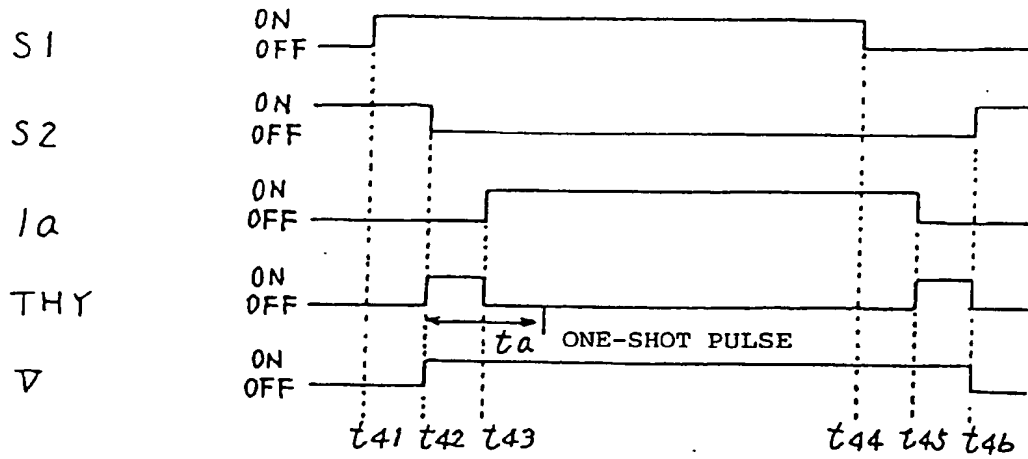 S1 ON
OFF
S2 ON
OFF
1a ON
OFF
THY ON
OFF
ta ONE-SHOT PULSE
V ON
OFF
t41 t42 t43 t44 t45 t46